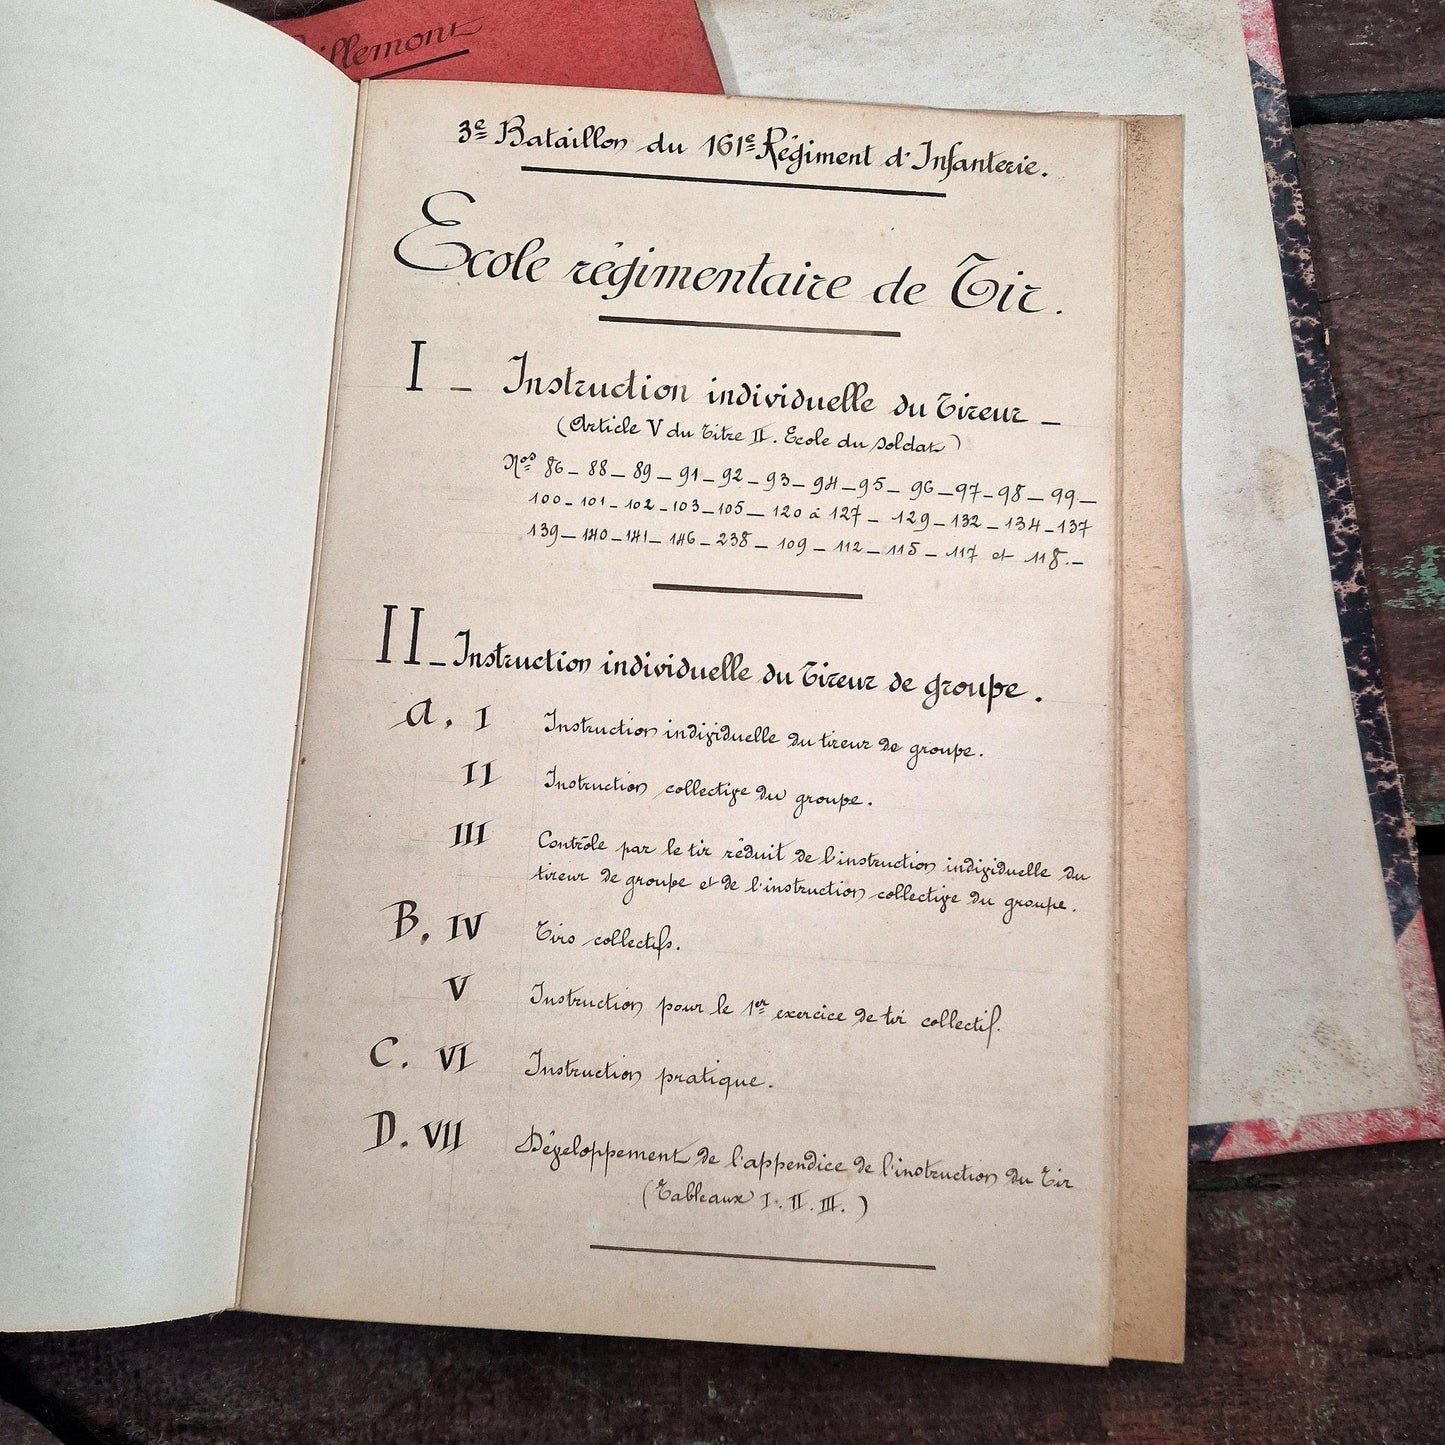 3e Bataillon du 161e Régiment d'Infanterie.
Ecole régimentaire de Tir.
I _ Instruction individuelle du Tireur _
(Article V du Titre II. Ecole du soldat)
Nos 86 _ 88 _ 89 _ 91 _ 92 _ 93 _ 94 _ 95 _ 96 _ 97 _ 98 _ 99 _
100 _ 101 _ 102 _ 103 _ 105 _ 120 à 127 _ 129 _ 132 _ 134 _ 137
139 _ 140 _ 141 _ 146 _ 238 _ 109 _ 112 _ 115 _ 117 et 118. _
II _ Instruction individuelle du Tireur de groupe.
A. I Instruction individuelle du tireur de groupe.
II Instruction collective du groupe.
III Contrôle par le tir réduit de l'instruction individuelle du
tireur de groupe et de l'instruction collective du groupe.
B. IV Tirs collectifs.
V Instruction pour le 1er exercice de tir collectif.
C. VI Instruction pratique.
D. VII Développement de l'appendice de l'instruction du Tir
(Tableaux I. II. III.)